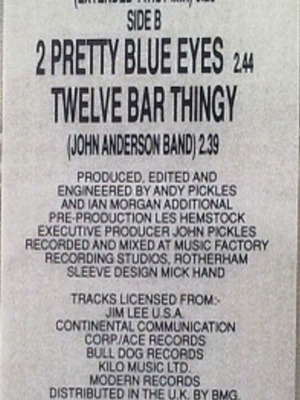 SIDE B
2 PRETTY BLUE EYES 2.44
TWELVE BAR THINGY
(JOHN ANDERSON BAND) 2.39
PRODUCED, EDITED AND
ENGINEERED BY ANDY PICKLES
AND IAN MORGAN ADDITIONAL
PRE-PRODUCTION LES HEMSTOCK
EXECUTIVE PRODUCER JOHN PICKLES
RECORDED AND MIXED AT MUSIC FACTORY
RECORDING STUDIOS, ROTHERHAM
SLEEVE DESIGN MICK HAND
TRACKS LICENSED FROM:-
JIM LEE U.S.A.
CONTINENTAL COMMUNICATION
CORP/ACE RECORDS
BULL DOG RECORDS
KILO MUSIC LTD.
MODERN RECORDS
DISTRIBUTED IN THE U.K. BY BMG.